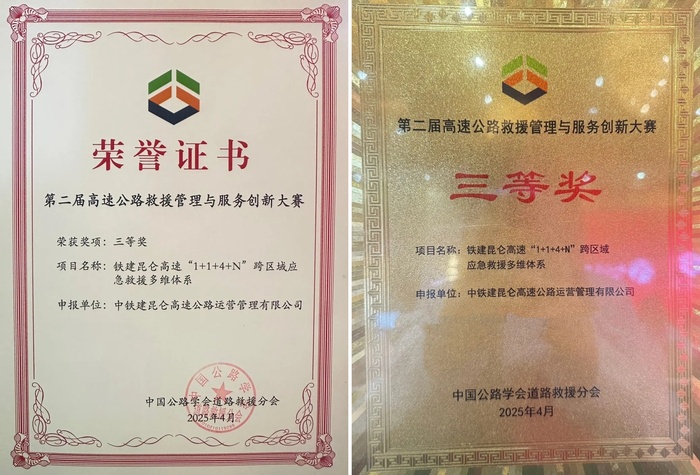 荣誉证书
第二届高速公路救援管理与服务创新大赛
荣获奖项：三等奖
项目名称：铁建昆仑高速“1+1+4+N”跨区域应
急救援多维体系
申报单位：中铁建昆仑高速公路运营管理有限公司
中国公路学会道路救援分会
2025年4月
第二届高速公路救援管理与服务创新大赛
三等奖
项目名称：铁建昆仑高速“1+1+4+N”跨区域
应急救援多维体系
申报单位：中铁建昆仑高速公路运营管理有限公司
中国公路学会道路救援分会
2025年4月